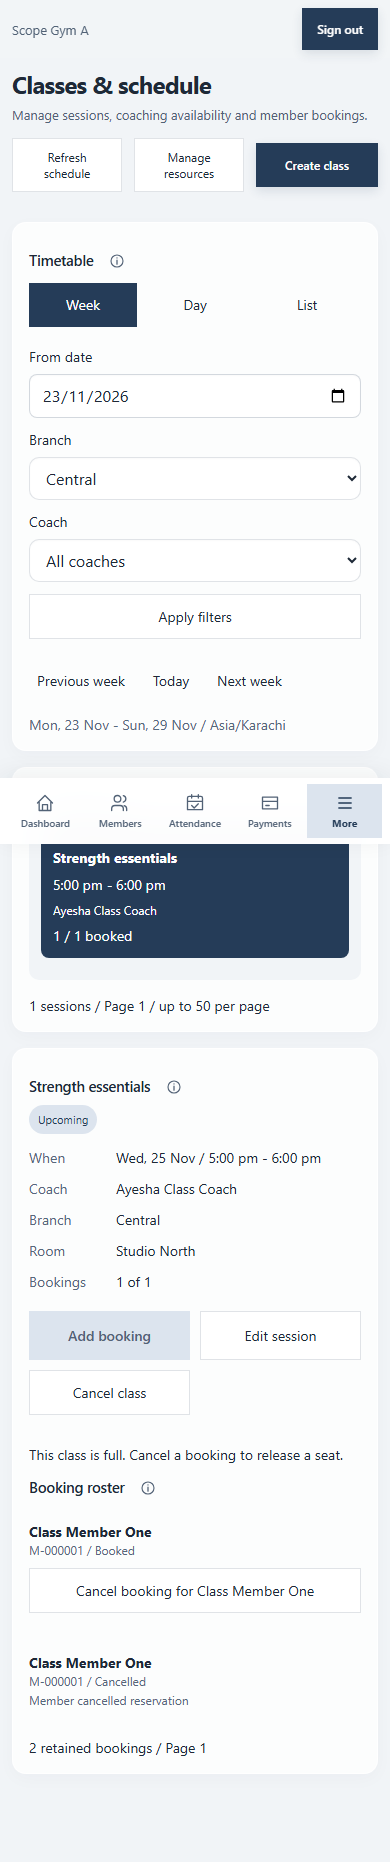 Scope Gym A
Sign out
Classes & schedule
Manage sessions, coaching availability and member bookings.
Refresh
schedule
Manage
resources
Create class
Timetable
Week
Day
List
From date
23/11/2026
Branch
Central
Coach
All coaches
Apply filters
Previous week
Today
Next week
Mon, 23 Nov - Sun, 29 Nov / Asia/Karachi
Dashboard
Members
Attendance
Payments
More
Strength essentials
5:00 pm - 6:00 pm
Ayesha Class Coach
1 / 1 booked
1 sessions / Page 1 / up to 50 per page
Strength essentials
Upcoming
When
Wed, 25 Nov / 5:00 pm - 6:00 pm
Coach
Ayesha Class Coach
Branch
Central
Room
Studio North
Bookings
1 of 1
Add booking
Edit session
Cancel class
This class is full. Cancel a booking to release a seat.
Booking roster
Class Member One
M-000001 / Booked
Cancel booking for Class Member One
Class Member One
M-000001 / Cancelled
Member cancelled reservation
2 retained bookings / Page 1